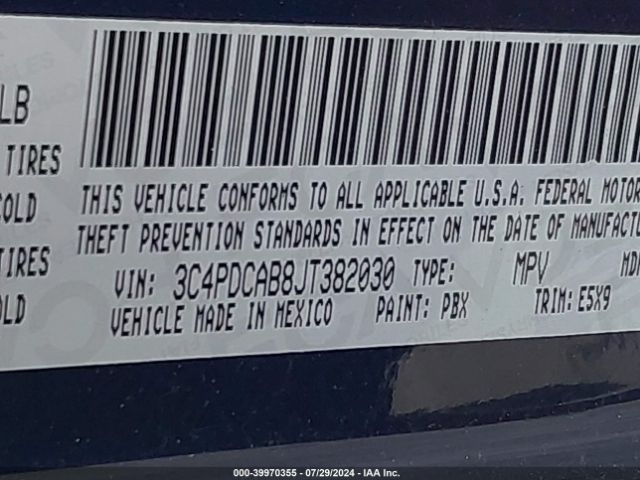 LB
TIRES
COLD
TIRES
OLD
THIS VEHICLE CONFORMS TO ALL APPLICABLE U.S.A. FEDERAL MOTOR
THEFT PREVENTION STANDARDS IN EFFECT ON THE DATE OF MANUFACTU
VIN: 3C4PDCAB8JT382030 TYPE: MPV MD
VEHICLE MADE IN MEXICO PAINT: PBX TRIM: E5X9
000-39970355 - 07/29/2024 - IAA Inc.